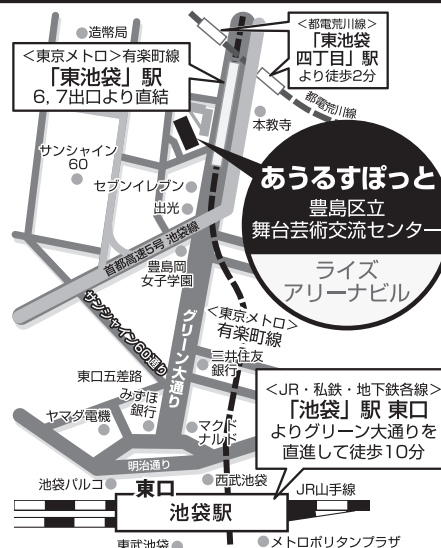 造幣局
<都電荒川線>
「東池袋
四丁目」駅
より徒歩2分
<東京メトロ>有楽町線
「東池袋」駅
6, 7出口より直結
都電荒川線
本教寺
サンシャイン
60
あうるすぽっと
豊島区立
舞台芸術交流センター
ライズ
アリーナビル
セブンイレブン
出光
首都高速5号 池袋線
豊島岡
女子学園
サンシャイン60通り
グリーン大通り
<東京メトロ>
有楽町線
三井住友
銀行
東口五差路
みずほ
銀行
ヤマダ電機
マクド
ナルド
<JR・私鉄・地下鉄各線>
「池袋」駅 東口
よりグリーン大通りを
直進して徒歩10分
明治通り
池袋パルコ
東口
西武池袋
JR山手線
池袋駅
東武池袋
メトロポリタンプラザ